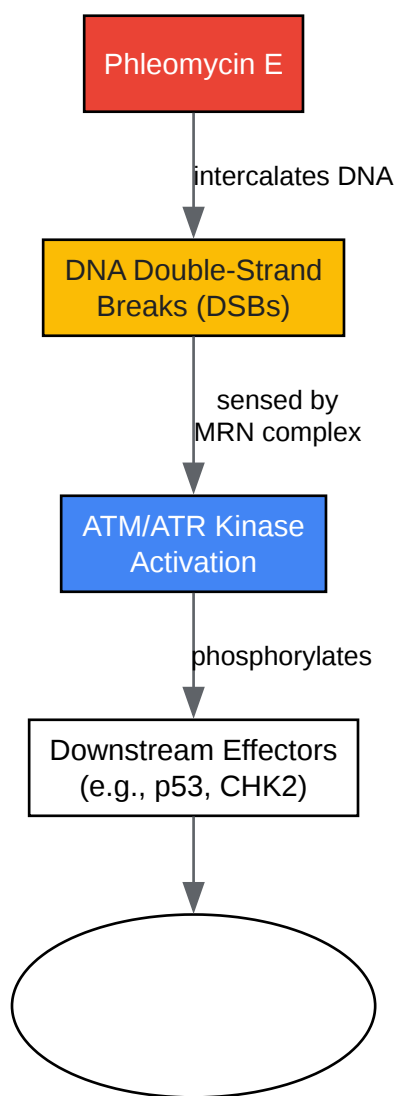 Phleomycin E
intercalates DNA
DNA Double-Strand
Breaks (DSBs)
sensed by
MRN complex
ATM/ATR Kinase
Activation
phosphorylates
Downstream Effectors
(e.g., p53, CHK2)